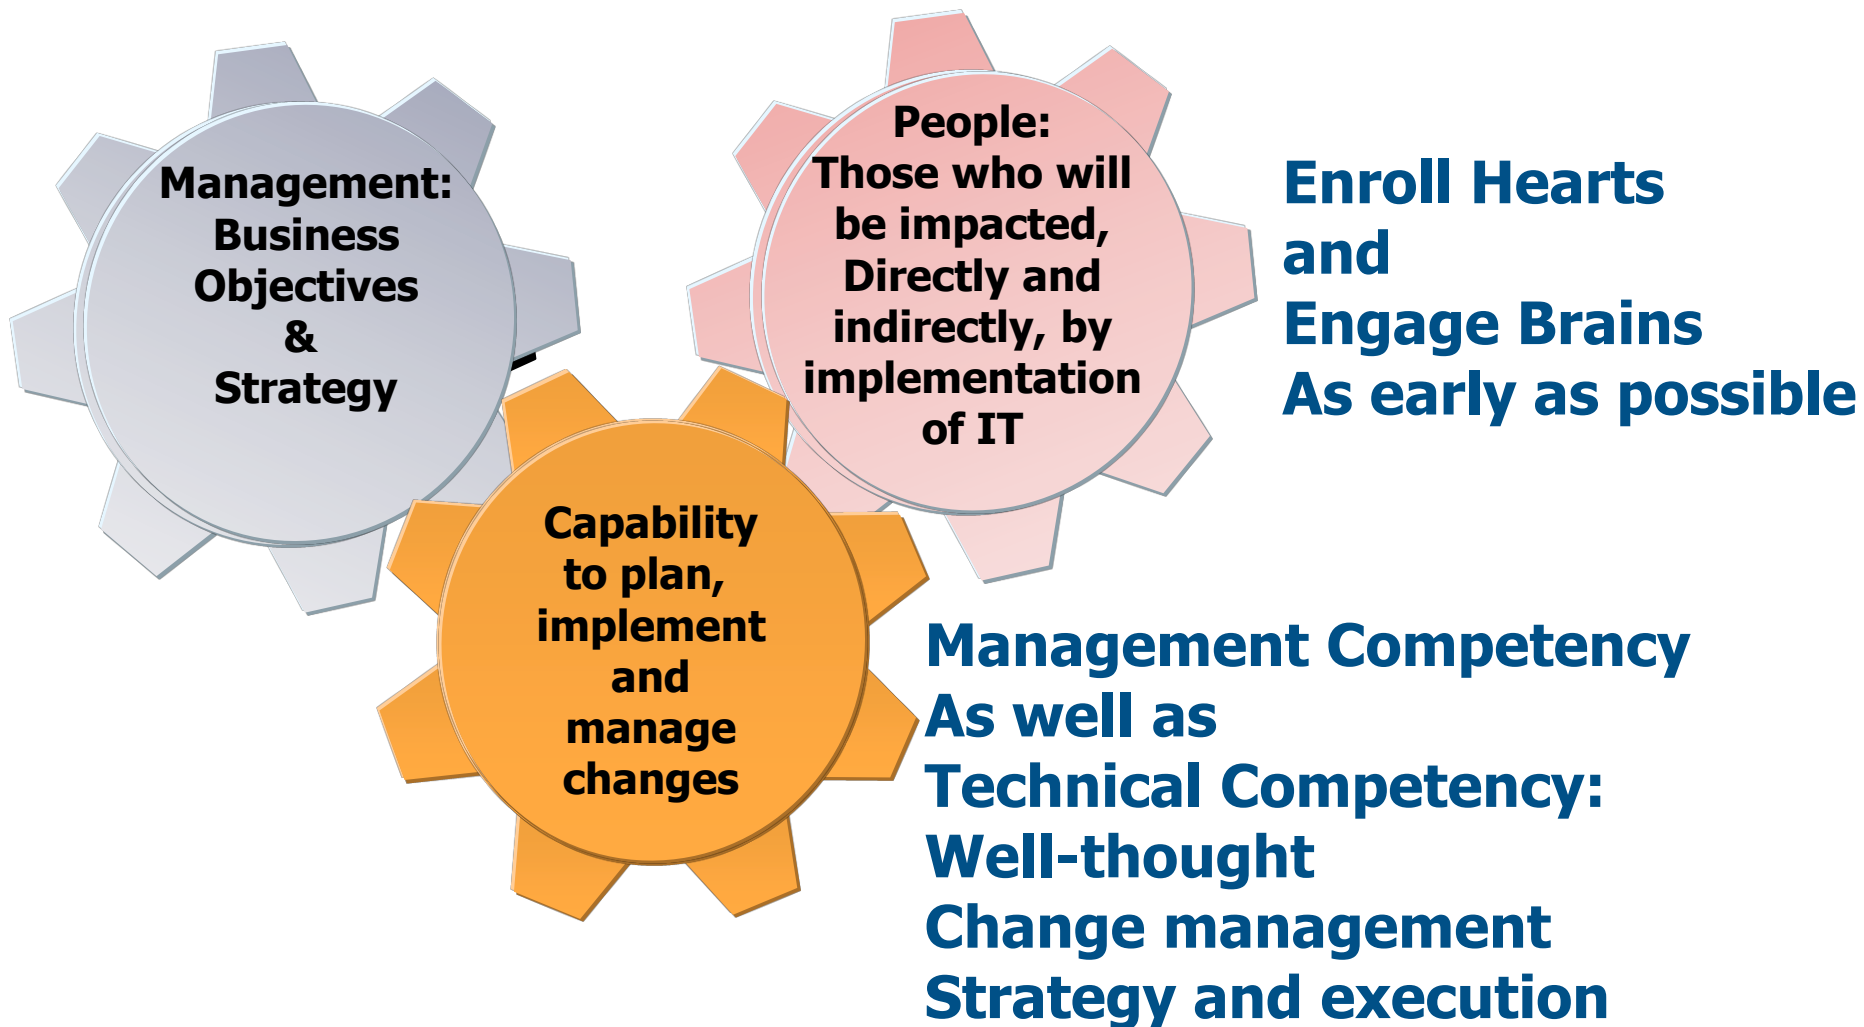 Management:
Business
Objectives
&
Strategy
People:
Those who will
be impacted,
Directly and
indirectly, by
implementation
of IT
Enroll Hearts
and
Engage Brains
As early as possible
Capability
to plan,
implement
and
manage
changes
Management Competency
As well as
Technical Competency:
Well-thought
Change management
Strategy and execution